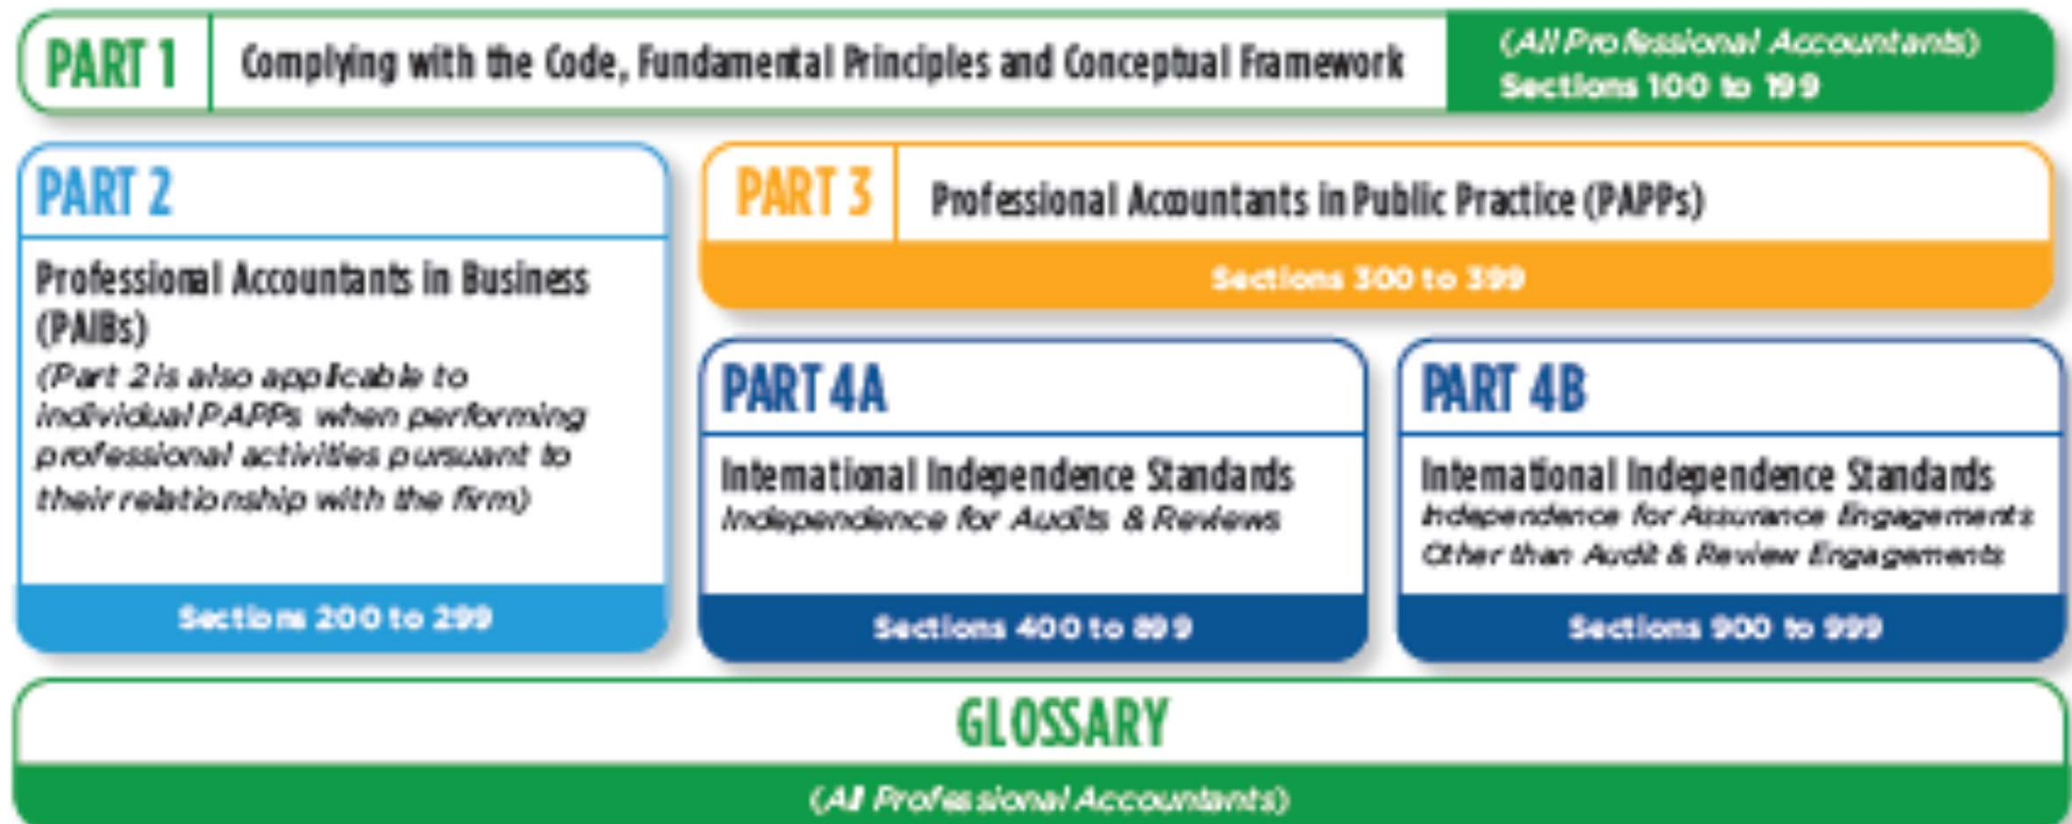 PART 1
Complying with the Code, Fundamental Principles and Conceptual Framework
(All Professional Accountants)
Sections 100 to 199
PART 2
Professional Accountants in Business
(PAIBs)
(Part 2 is also applicable to
individual PAPPs when performing
professional activities pursuant to
their relationship with the firm)
Sections 200 to 299
PART 3
Professional Accountants in Public Practice (PAPPs)
Sections 300 to 399
PART 4A
International Independence Standards
Independence for Audits & Reviews
Sections 400 to 899
PART 4B
International Independence Standards
Independence for Assurance Engagements
Other than Audit & Review Engagements
Sections 900 to 999
GLOSSARY
(All Professional Accountants)